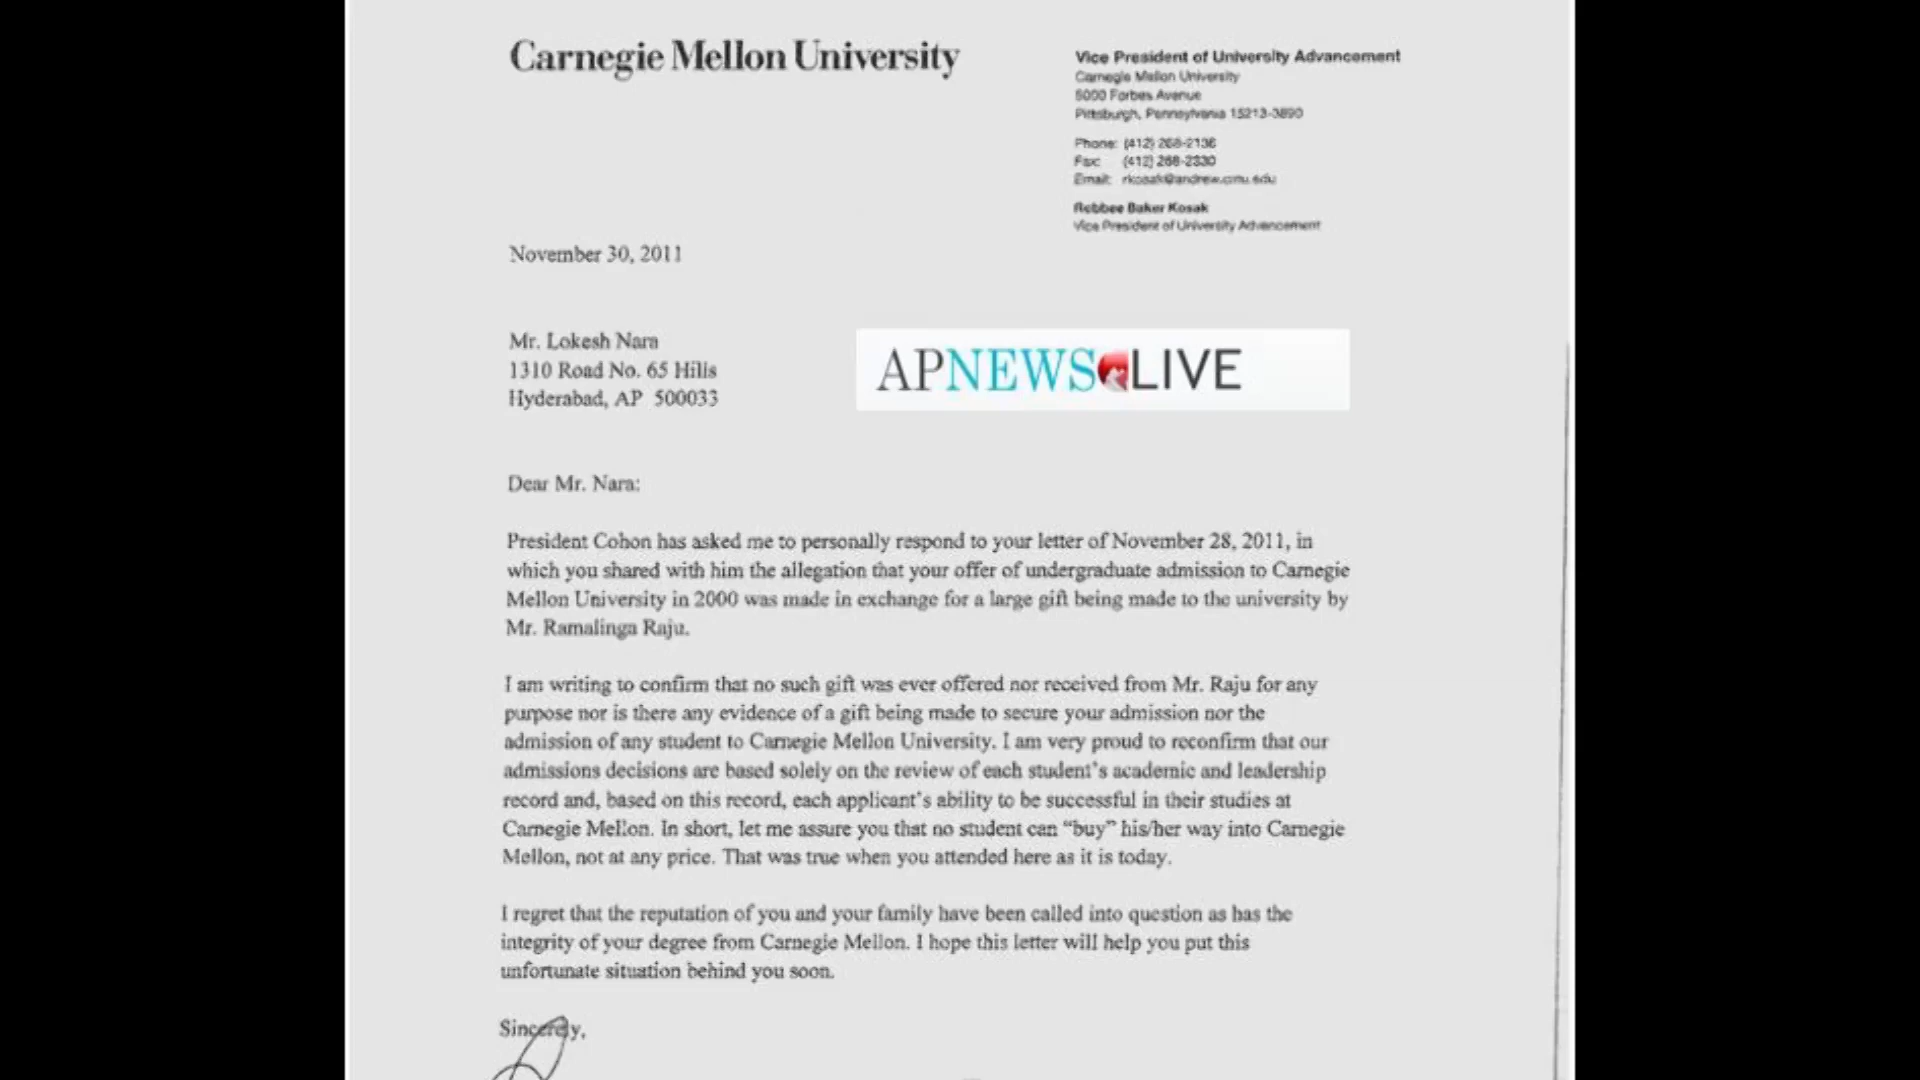 Carnegie Mellon University
Vice President of University Advancement
Carnegie Mellon University
5000 Forbes Avenue
Pittsburgh, Pennsylvania 15213-3890
Phone: (412) 268-2136
Fax: (412) 268-2330
Email: rkosak@andrew.cmu.edu
Robbee Baker Kosak
Vice President of University Advancement
November 30, 2011
Mr. Lokesh Nara
1310 Road No. 65 Hills
Hyderabad, AP 500033
APNEWS LIVE
Dear Mr. Nara:
President Cohon has asked me to personally respond to your letter of November 28, 2011, in
which you shared with him the allegation that your offer of undergraduate admission to Carnegie
Mellon University in 2000 was made in exchange for a large gift being made to the university by
Mr. Ramalinga Raju.
I am writing to confirm that no such gift was ever offered nor received from Mr. Raju for any
purpose nor is there any evidence of a gift being made to secure your admission nor the
admission of any student to Carnegie Mellon University. I am very proud to reconfirm that our
admissions decisions are based solely on the review of each student's academic and leadership
record and, based on this record, each applicant's ability to be successful in their studies at
Carnegie Mellon. In short, let me assure you that no student can “buy” his/her way into Carnegie
Mellon, not at any price. That was true when you attended here as it is today.
I regret that the reputation of you and your family have been called into question as has the
integrity of your degree from Carnegie Mellon. I hope this letter will help you put this
unfortunate situation behind you soon.
Sincerely,